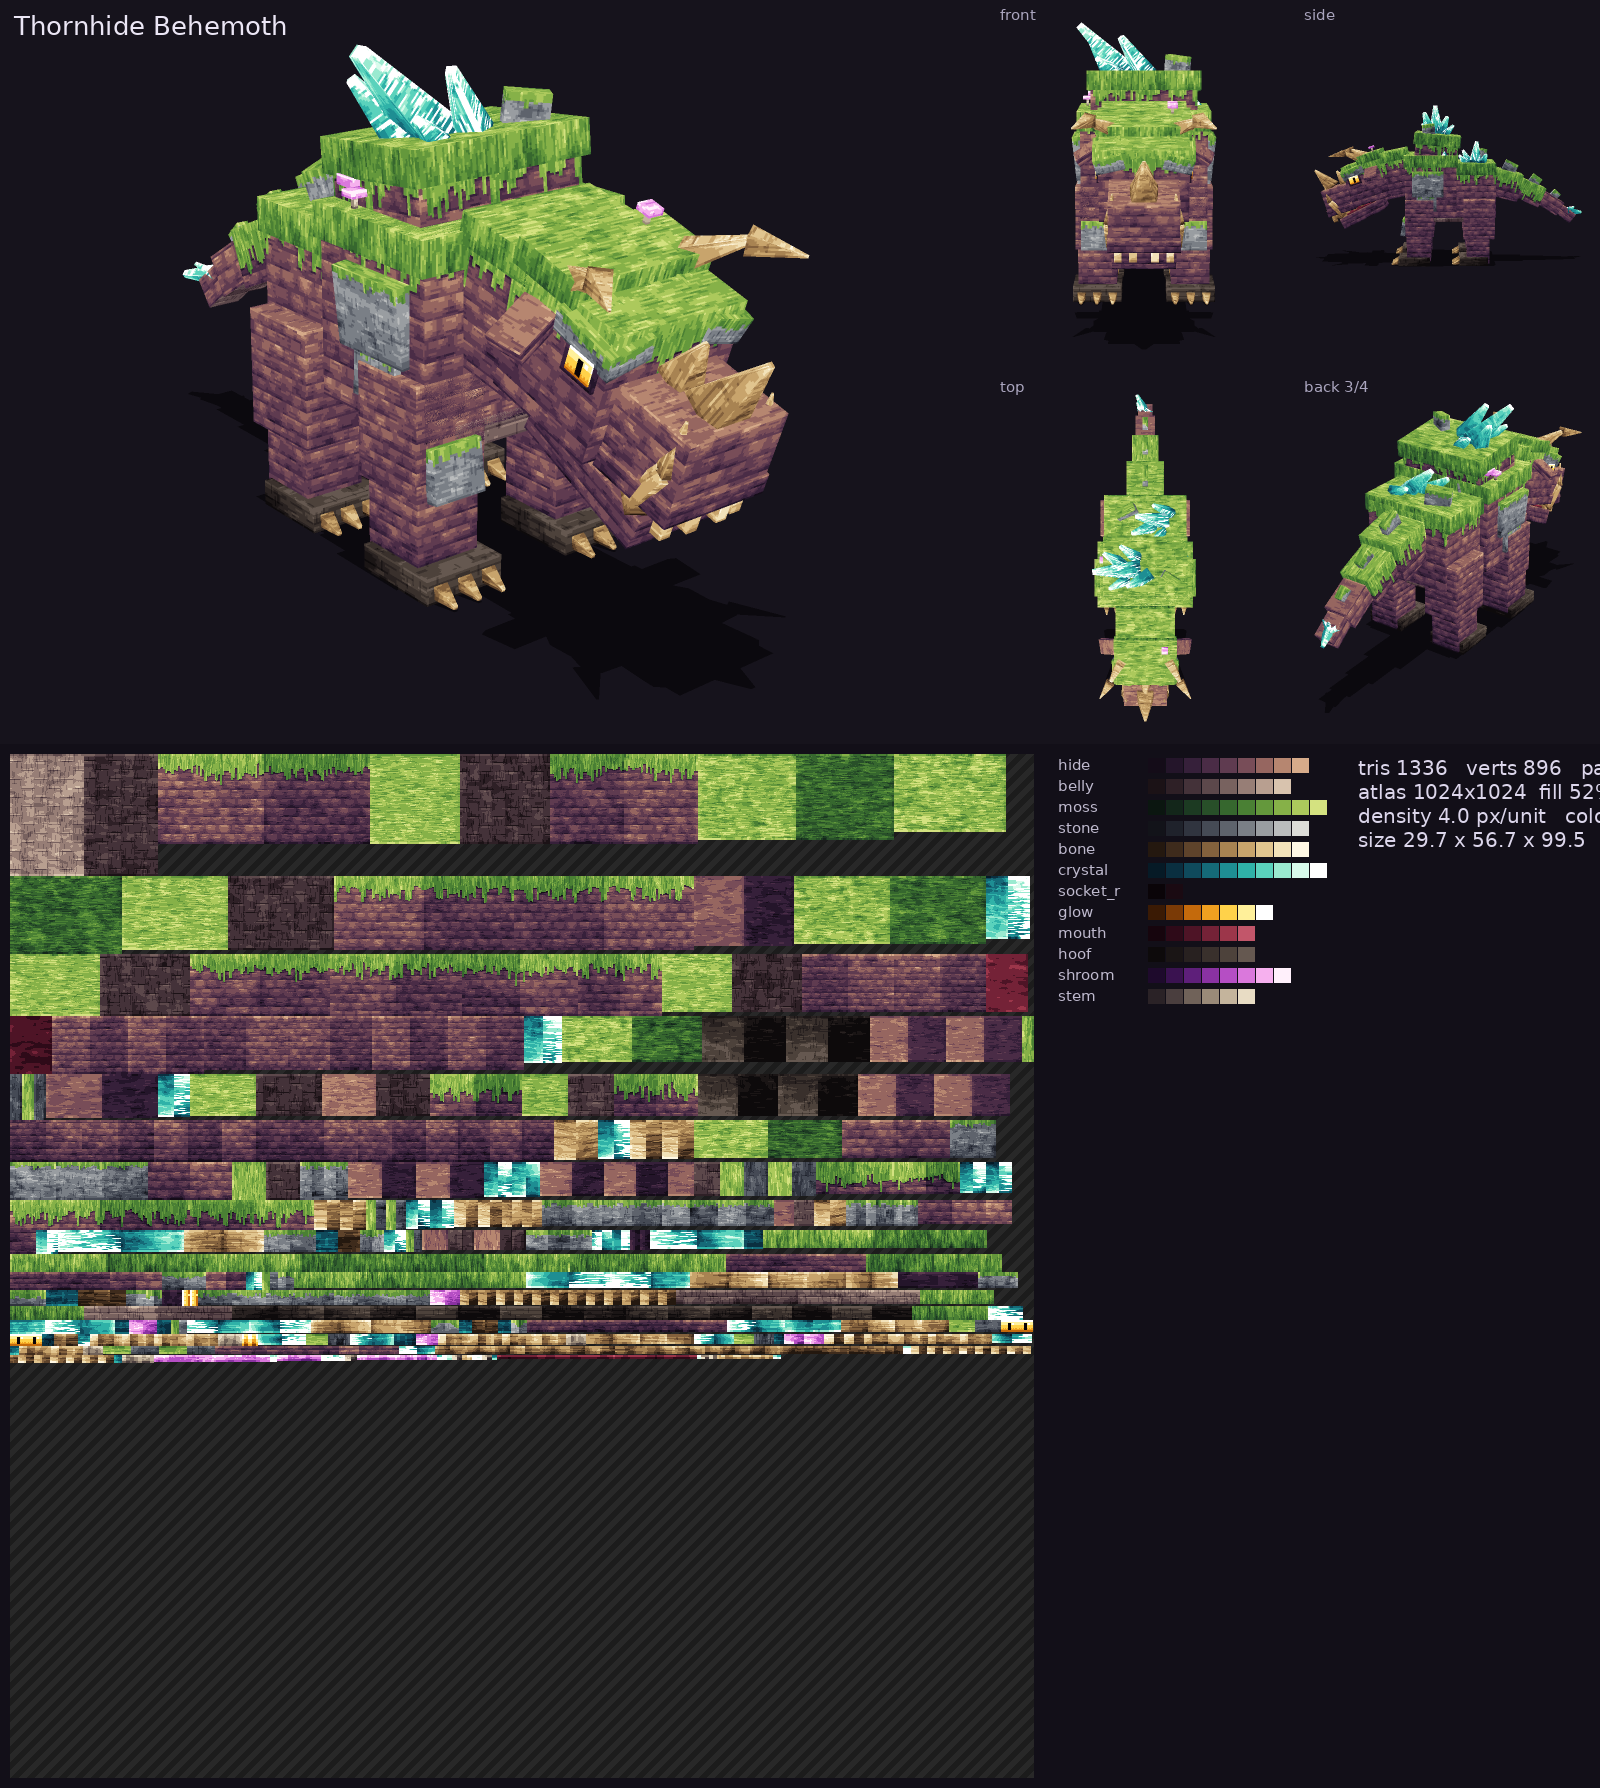 Thornhide Behemoth
front
side
top
back 3/4
hide
belly
moss
stone
bone
crystal
socket_r
glow
mouth
hoof
shroom
stem
tris 1336 verts 896
atlas 1024x1024 fill 52%
density 4.0 px/unit
size 29.7 x 56.7 x 99.5